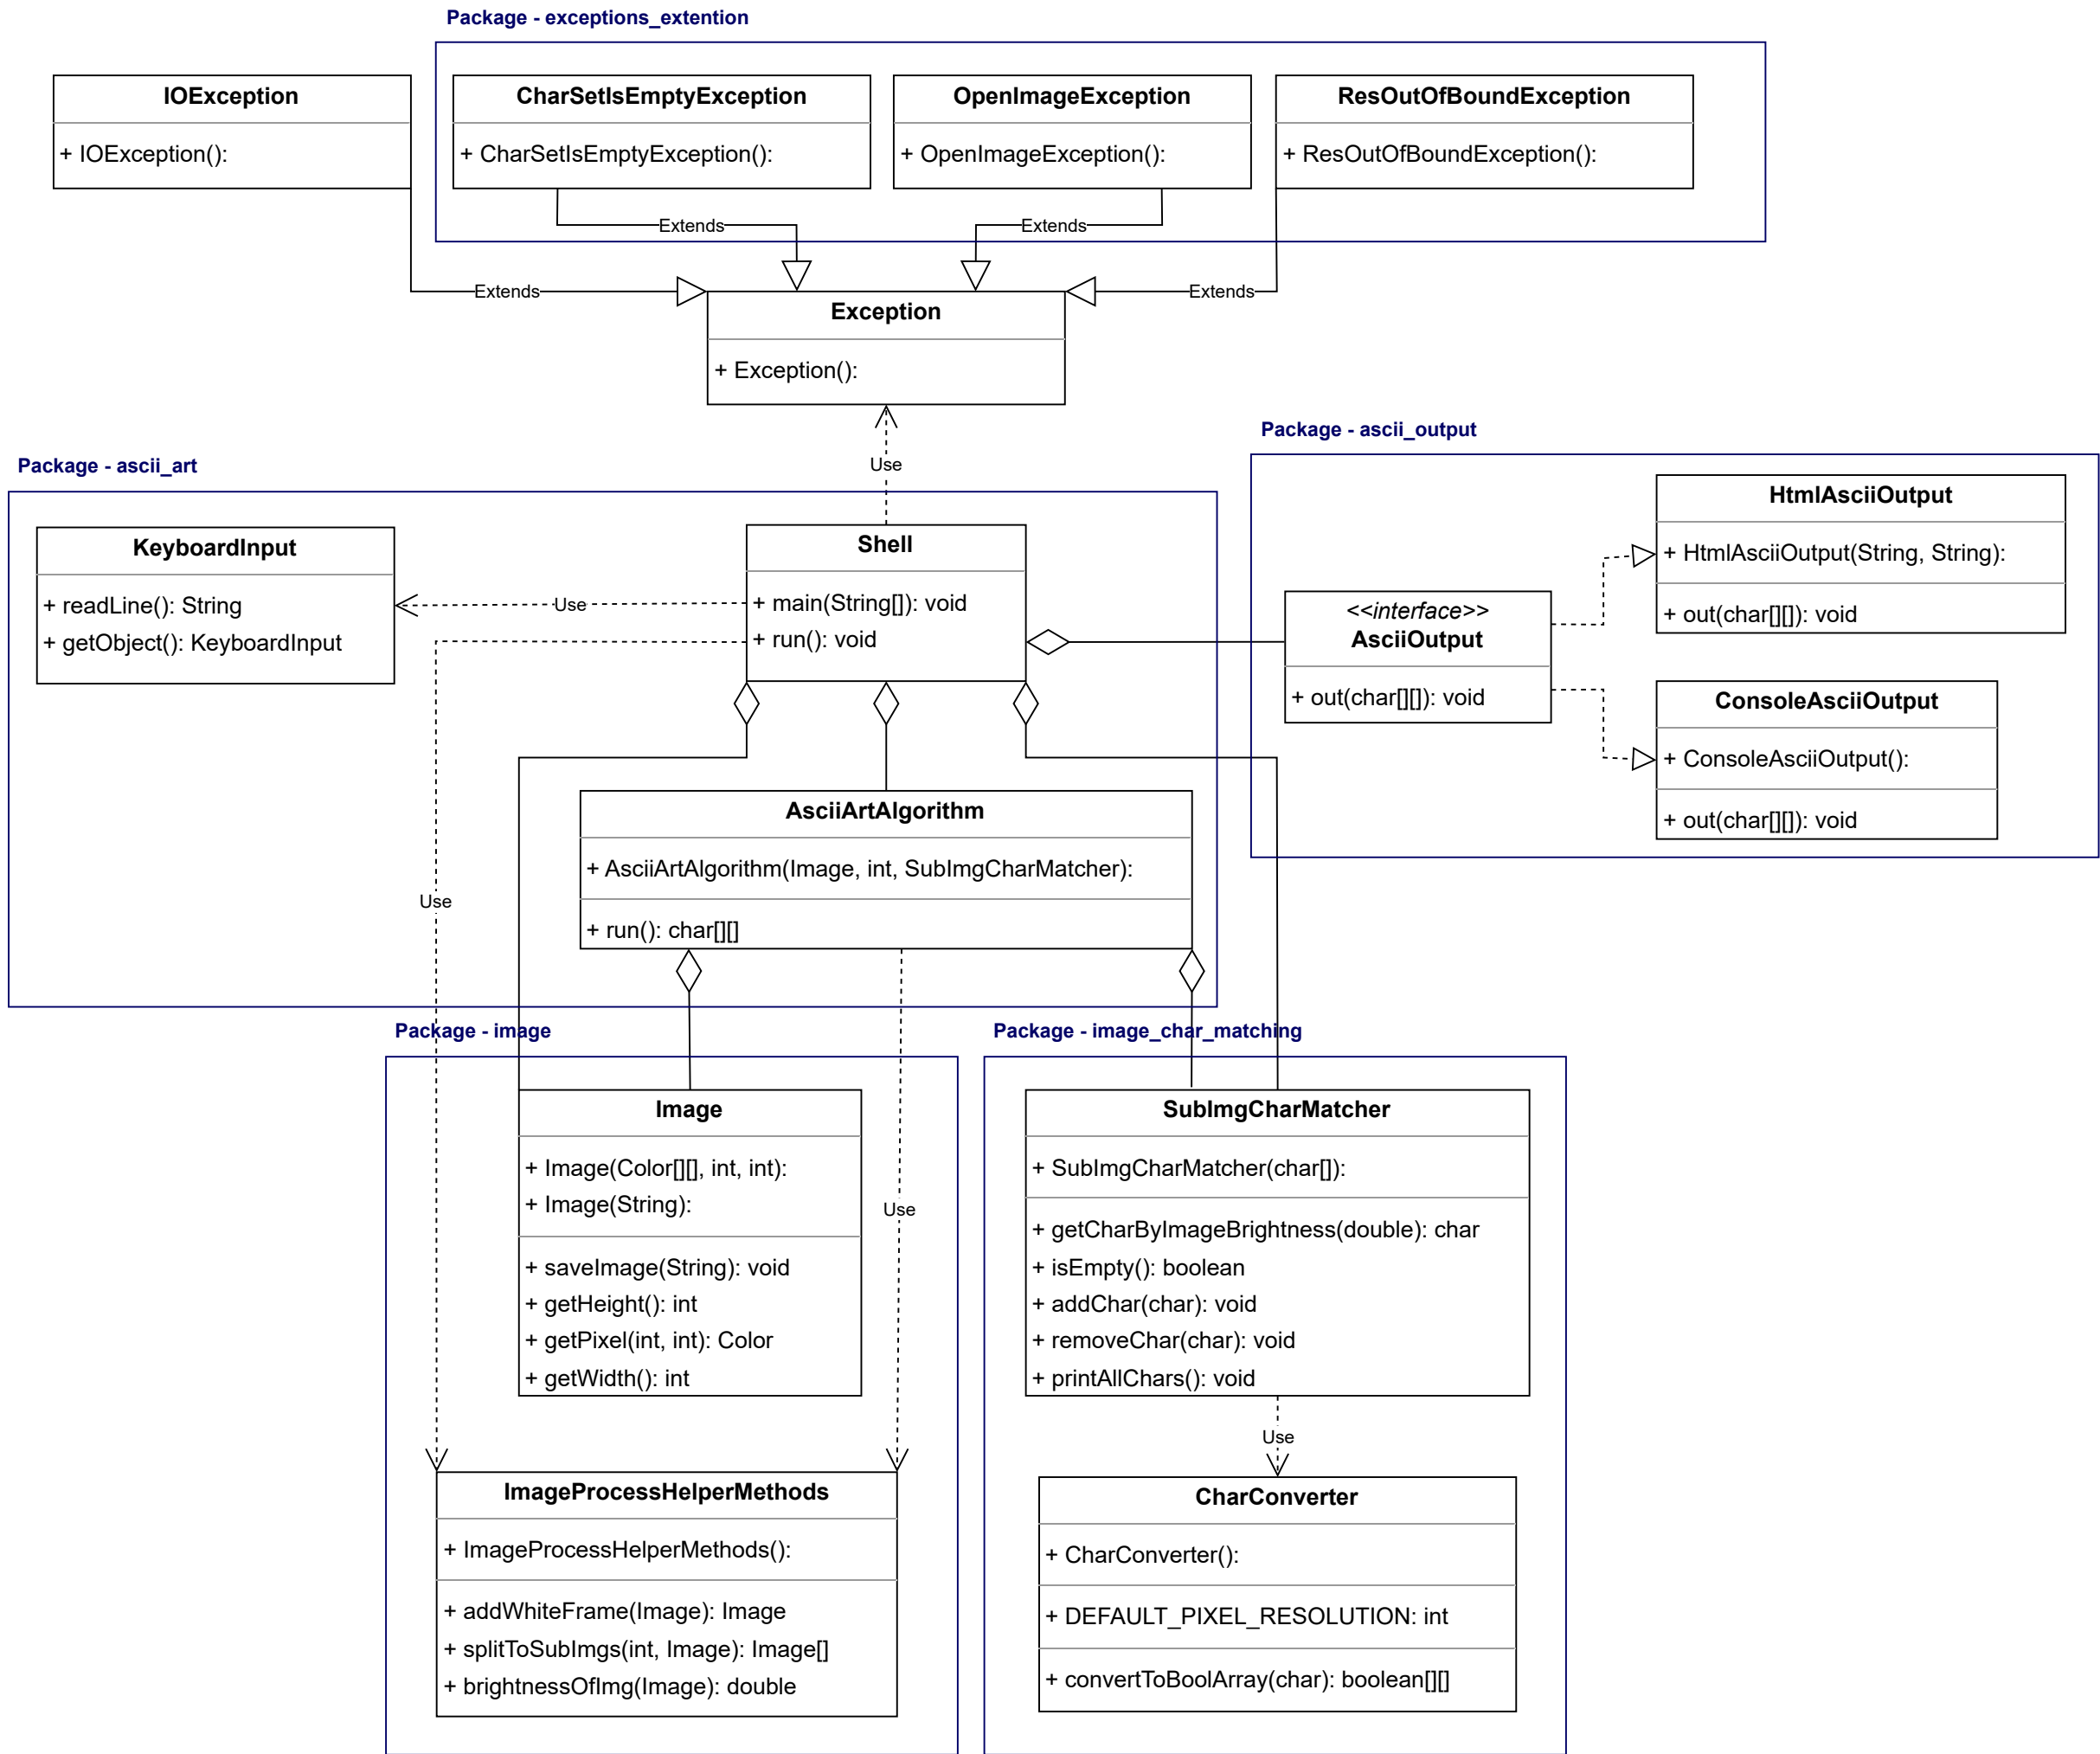 Package - exceptions_extention
IOException
+ IOException():
CharSetIsEmptyException
+ CharSetIsEmptyException():
OpenImageException
+ OpenImageException():
ResOutOfBoundException
+ ResOutOfBoundException():
Extends
Extends
Extends
Extends
Exception
+ Exception():
Use
Package - ascii_art
KeyboardInput
+ readLine(): String
+ getObject(): KeyboardInput
Use
Shell
+ main(String[]): void
+ run(): void
Package - ascii_output
<<interface>>
AsciiOutput
+ out(char[][]): void
HtmlAsciiOutput
+ HtmlAsciiOutput(String, String):
+ out(char[][]): void
ConsoleAsciiOutput
+ ConsoleAsciiOutput():
+ out(char[][]): void
AsciiArtAlgorithm
+ AsciiArtAlgorithm(Image, int, SubImgCharMatcher):
+ run(): char[][]
Use
Package - image
Image
+ Image(Color[][], int, int):
+ Image(String):
+ saveImage(String): void
+ getHeight(): int
+ getPixel(int, int): Color
+ getWidth(): int
Use
ImageProcessHelperMethods
+ ImageProcessHelperMethods():
+ addWhiteFrame(Image): Image
+ splitToSubImgs(int, Image): Image[]
+ brightnessOfImg(Image): double
Package - image_char_matching
SubImgCharMatcher
+ SubImgCharMatcher(char[]):
+ getCharByImageBrightness(double): char
+ isEmpty(): boolean
+ addChar(char): void
+ removeChar(char): void
+ printAllChars(): void
Use
CharConverter
+ CharConverter():
+ DEFAULT_PIXEL_RESOLUTION: int
+ convertToBoolArray(char): boolean[][]